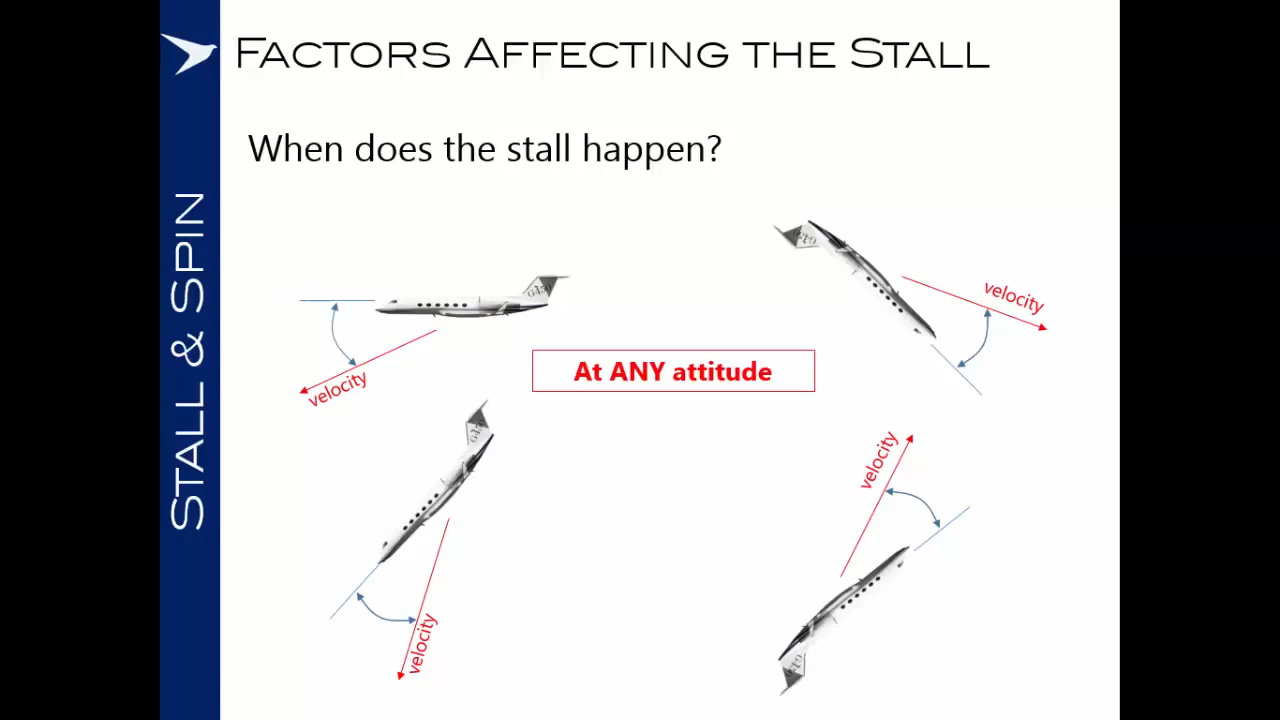 FACTORS AFFECTING THE STALL
When does the stall happen?
STALL & SPIN
velocity
velocity
At ANY attitude
velocity
velocity